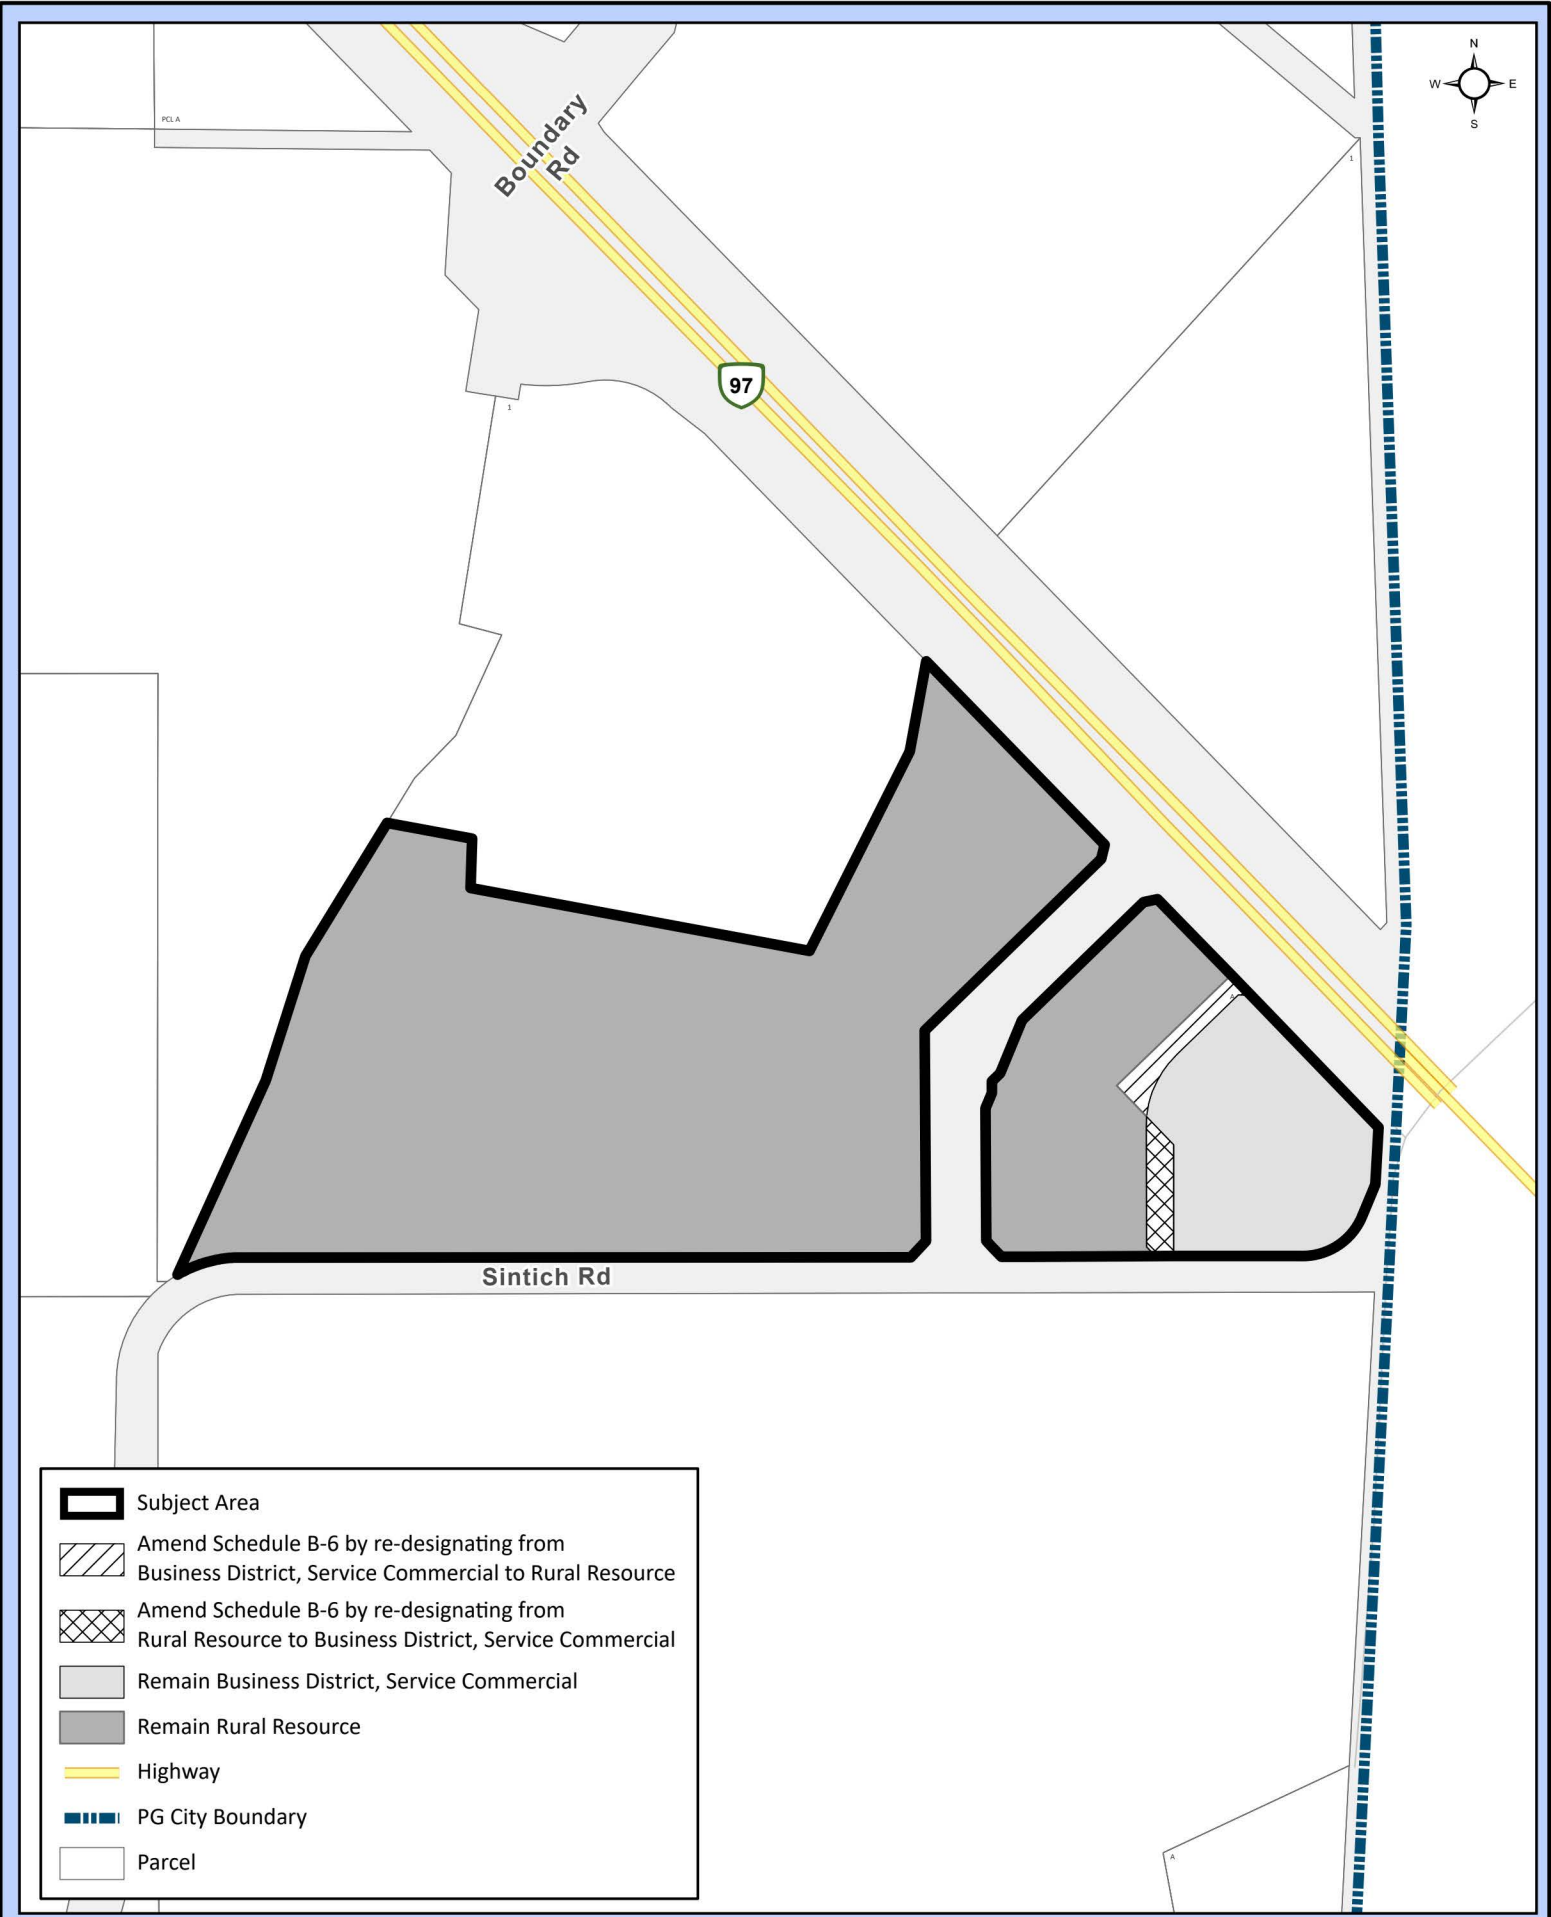 N
W E
S
PCL A
Boundary
Rd
1
97
1
A
Sintich Rd
Subject Area
Amend Schedule B-6 by re-designating from
Business District, Service Commercial to Rural Resource
Amend Schedule B-6 by re-designating from
Rural Resource to Business District, Service Commercial
Remain Business District, Service Commercial
Remain Rural Resource
Highway
PG City Boundary
Parcel
A